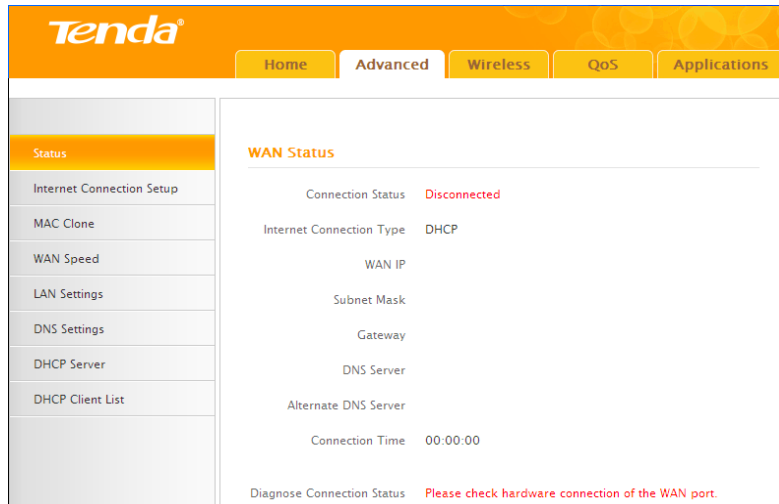 Tenda®
Home Advanced Wireless QoS Applications
Status
Internet Connection Setup
MAC Clone
WAN Speed
LAN Settings
DNS Settings
DHCP Server
DHCP Client List
WAN Status
Connection Status Disconnected
Internet Connection Type DHCP
WAN IP
Subnet Mask
Gateway
DNS Server
Alternate DNS Server
Connection Time 00:00:00
Diagnose Connection Status Please check hardware connection of the WAN port.